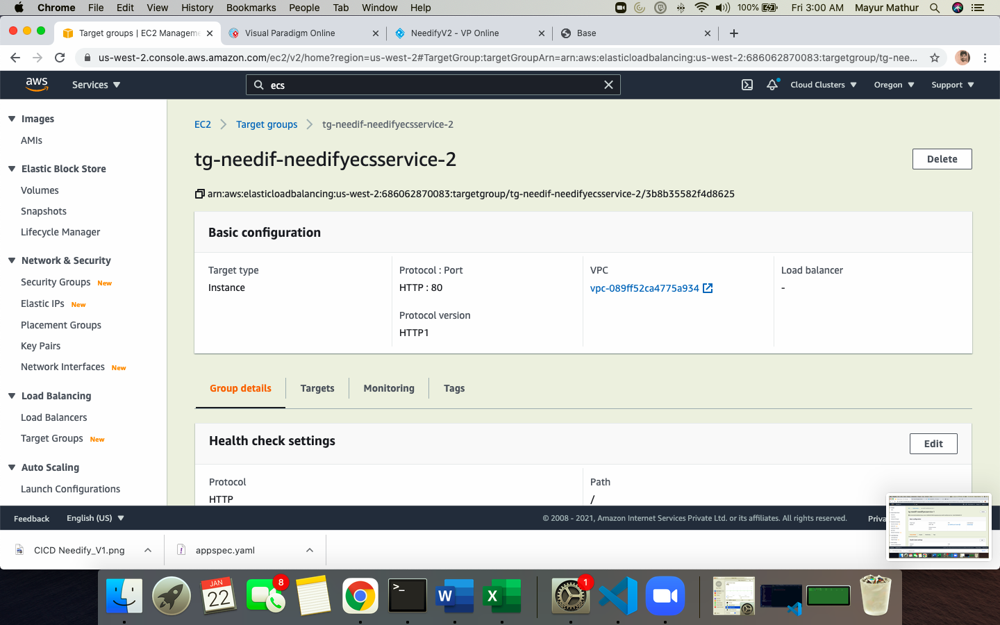 Chrome File Edit View History Bookmarks People Tab Window Help 100% Fri 3:00 AM Mayur Mathur
Target groups | EC2 Manageme
Visual Paradigm Online
NeedifyV2 - VP Online
Base
us-west-2.console.aws.amazon.com/ec2/v2/home?region=us-west-2#TargetGroup:targetGroupArn=arn:aws:elasticloadbalancing:us-west-2:686062870083:targetgroup/tg-nee...
aws Services ecs Cloud Clusters Oregon Support
Images
AMIs
Elastic Block Store
Volumes
Snapshots
Lifecycle Manager
Network & Security
Security Groups New
Elastic IPs New
Placement Groups
Key Pairs
Network Interfaces New
Load Balancing
Load Balancers
Target Groups New
Auto Scaling
Launch Configurations
EC2 Target groups tg-needif-needifyecsservice-2
tg-needif-needifyecsservice-2
Delete
arn:aws:elasticloadbalancing:us-west-2:686062870083:targetgroup/tg-needif-needifyecsservice-2/3b8b35582f4d8625
Basic configuration
Target type
Instance
Protocol : Port
HTTP : 80
Protocol version
HTTP1
VPC
vpc-089ff52ca4775a934
Load balancer
-
Group details Targets Monitoring Tags
Health check settings
Edit
Protocol
HTTP
Path
/
Feedback English (US) © 2008 - 2021, Amazon Internet Services Private Ltd. or its affiliates. All rights reserved. Priva
CICD Needify_V1.png
appspec.yaml
JAN
22
8
>_
W
X
1